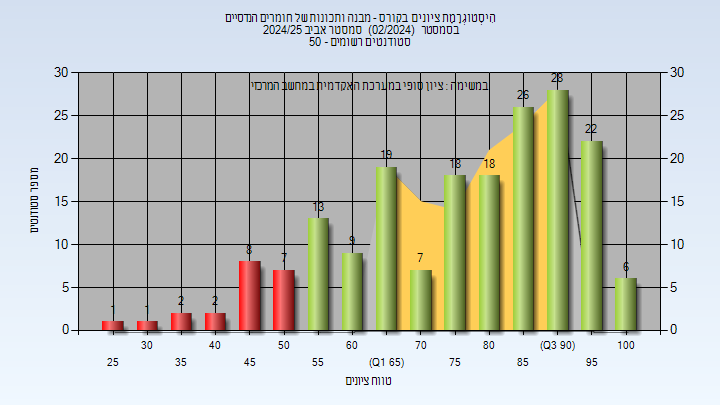 היסטוגרמת ציונים בקורס - מבנה ותכונות של חומרים הנדסיים
בסמסטר (02/2024) סמסטר אביב 2024/25
סטודנטים רשומים - 50
במשימה : ציון סופי במערכת האקדמית במחשב המרכזי
מספר סטודנטים
30 25 20 15 10 5 0
1 1 2 2 8 7 13 9 19 7 18 18 26 28 22 6
30 25 20 15 10 5 0
30 40 50 60 70 80 (Q3 90) 100
25 35 45 55 (Q1 65) 75 85 95
טווח ציונים